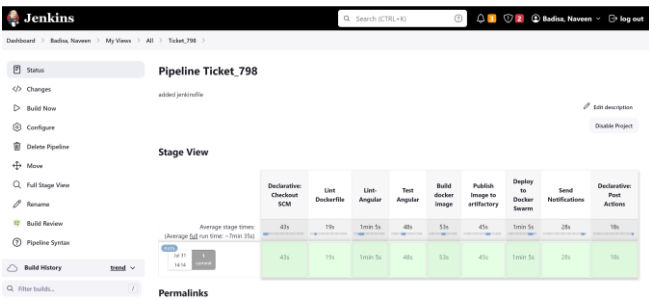 Jenkins
Search (CTRL+K)
Badisa, Naveen
log out
Dashboard > Badisa, Naveen > My Views > All > Ticket_798 >
Status
Changes
Build Now
Configure
Delete Pipeline
Move
Full Stage View
Rename
Build Review
Pipeline Syntax
Build History
trend
Filter builds...
/
Pipeline Ticket_798
added jenkinsfile
Edit description
Disable Project
Stage View
Declarative: Checkout SCM
Lint Dockerfile
Lint-Angular
Test Angular
Build docker image
Publish image to artifactory
Deploy to Docker Swarm
Send Notifications
Declarative: Post Actions
Average stage times:
(Average full run time: ~7min 35s)
43s 19s 1min 5s 48s 53s 45s 1min 5s 28s 18s
Jul 31
14:14
1
commit
43s 19s 1min 5s 48s 53s 45s 1min 5s 28s 18s
Permalinks